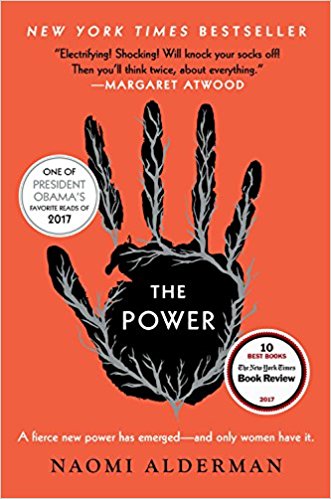 NEW YORK TIMES BESTSELLER
"Electrifying! Shocking! Will knock your socks off!
Then you'll think twice, about everything."
—MARGARET ATWOOD
ONE OF
PRESIDENT
OBAMA'S
FAVORITE READS OF
2017
THE
POWER
10
BEST BOOKS
The New York Times
Book Review
2017
A fierce new power has emerged—and only women have it.
NAOMI ALDERMAN